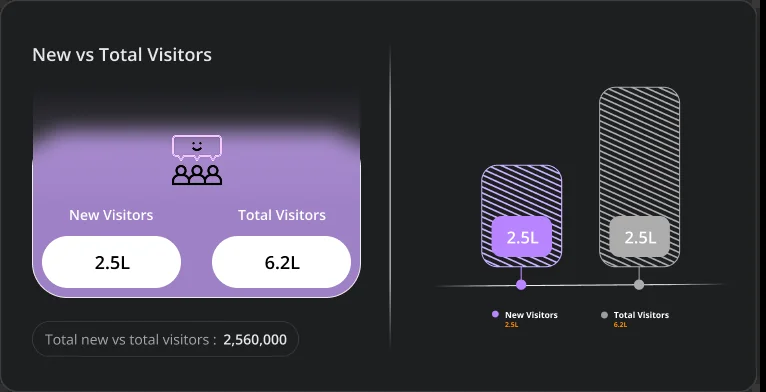 New vs Total Visitors
New Visitors
Total Visitors
2.5L
6.2L
Total new vs total visitors : 2,560,000
2.5L
2.5L
New Visitors
2.5L
Total Visitors
6.2L